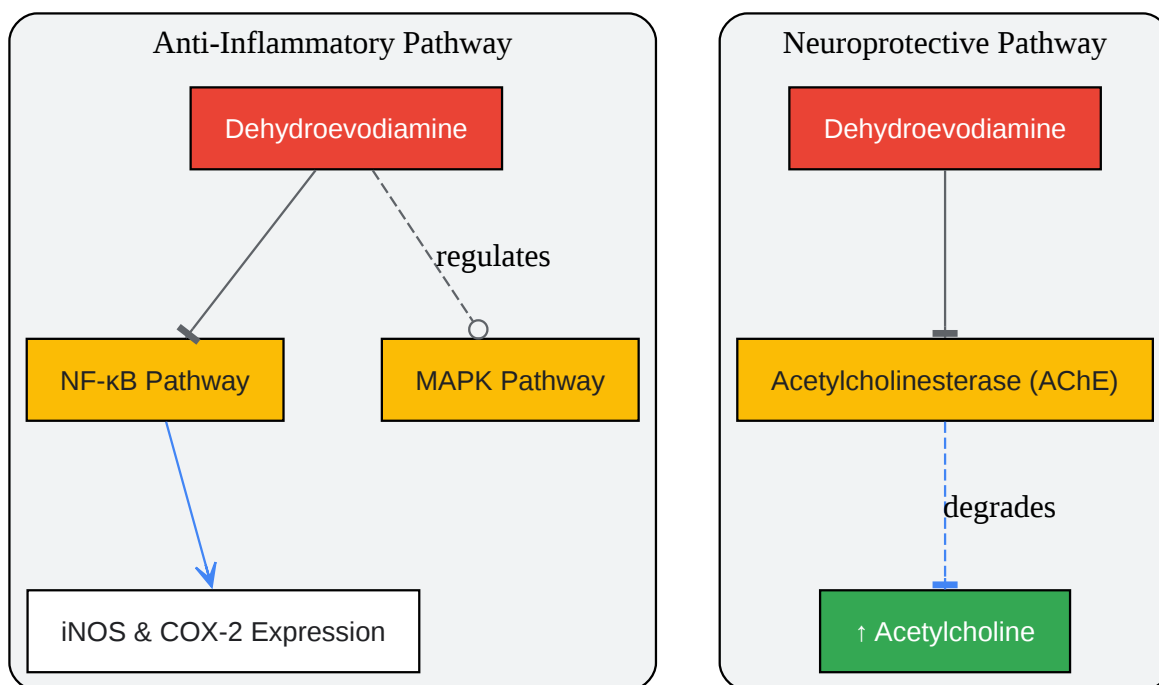 Anti-Inflammatory Pathway
Dehydroevodiamine
regulates
NF-κB Pathway
MAPK Pathway
iNOS & COX-2 Expression
Neuroprotective Pathway
Dehydroevodiamine
Acetylcholinesterase (AChE)
degrades
↑ Acetylcholine